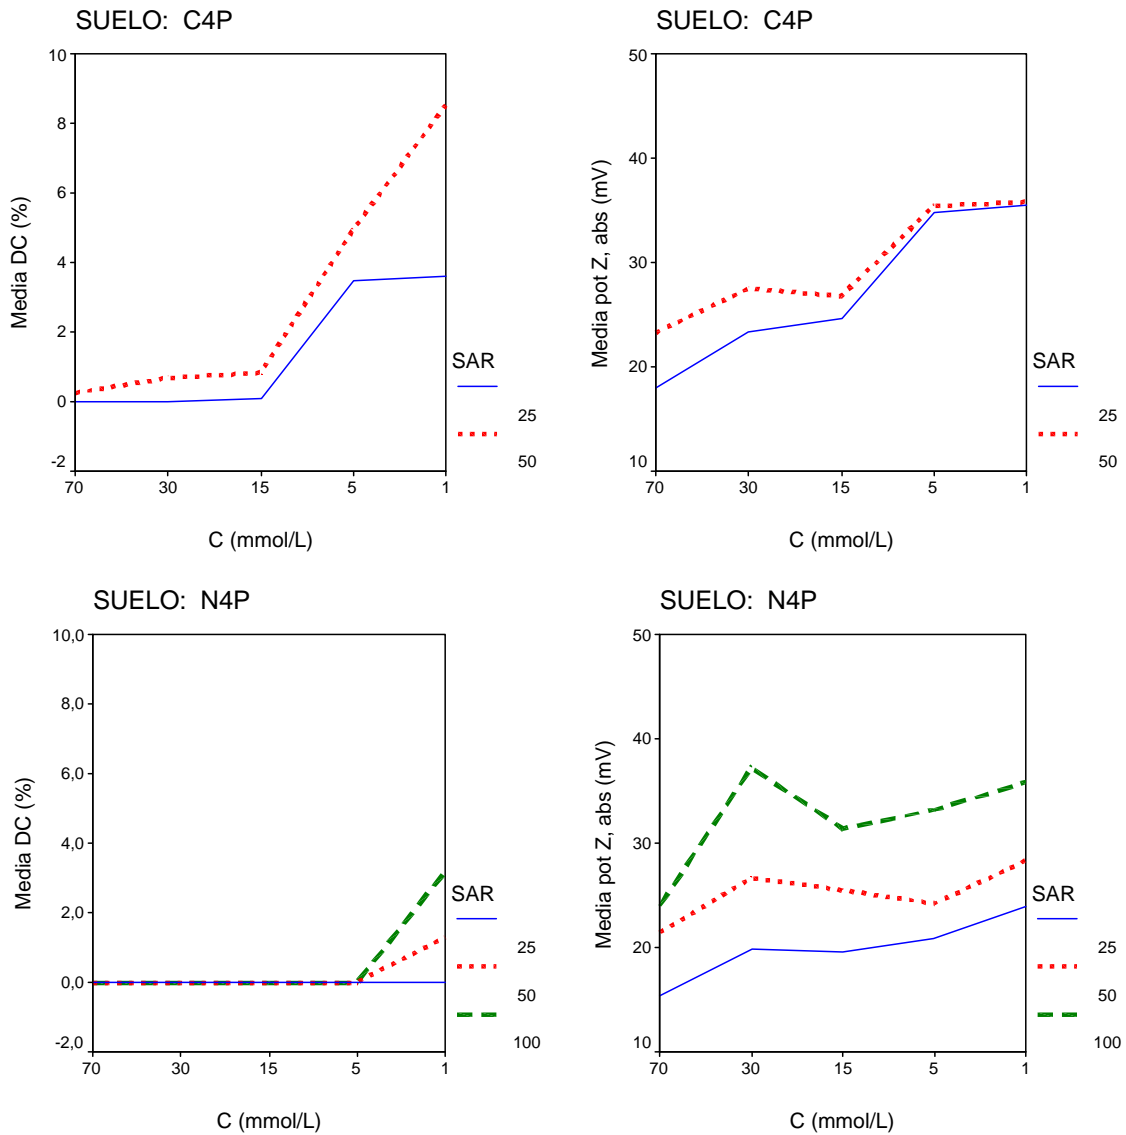 SUELO: C4P
10
8
6
4
2
0
-2
Media DC (%)
70 30 15 5 1
C (mmol/L)
SAR
25
50
SUELO: C4P
50
40
30
20
10
Media pot Z, abs (mV)
70 30 15 5 1
C (mmol/L)
SAR
25
50
SUELO: N4P
10,0
8,0
6,0
4,0
2,0
0,0
-2,0
Media DC (%)
70 30 15 5 1
C (mmol/L)
SAR
25
50
100
SUELO: N4P
50
40
30
20
10
Media pot Z, abs (mV)
70 30 15 5 1
C (mmol/L)
SAR
25
50
100